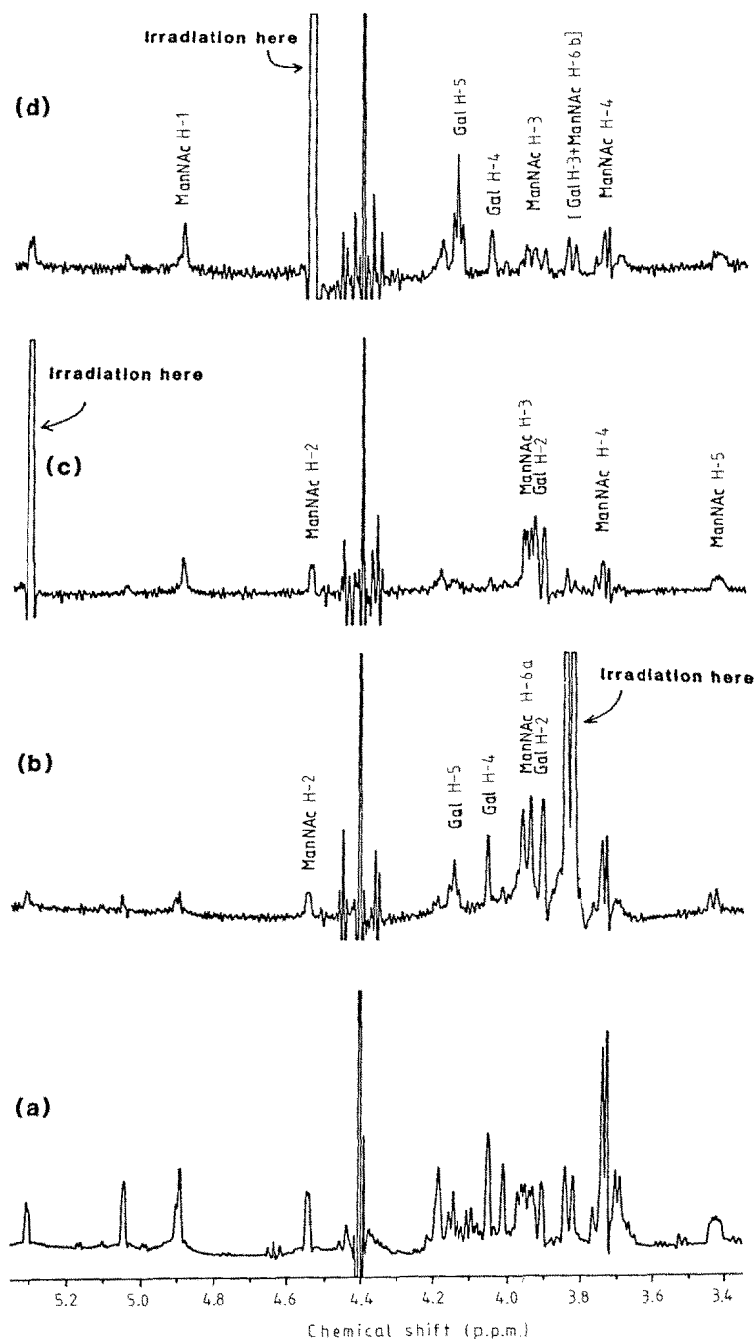 Irradiation here
(d)
ManNAc H-1
Gal H-5
Gal H-4
ManNAc H-3
[Gal H-3+ManNAc H-6b]
ManNAc H-4
Irradiation here
(c)
ManNAc H-2
ManNAc H-3
Gal H-2
ManNAc H-4
ManNAc H-5
Irradiation here
(b)
ManNAc H-2
Gal H-5
Gal H-4
ManNAc H-6a
Gal H-2
(a)
5.2 5.0 4.8 4.6 4.4 4.2 4.0 3.8 3.6 3.4
Chemical shift (p.p.m.)